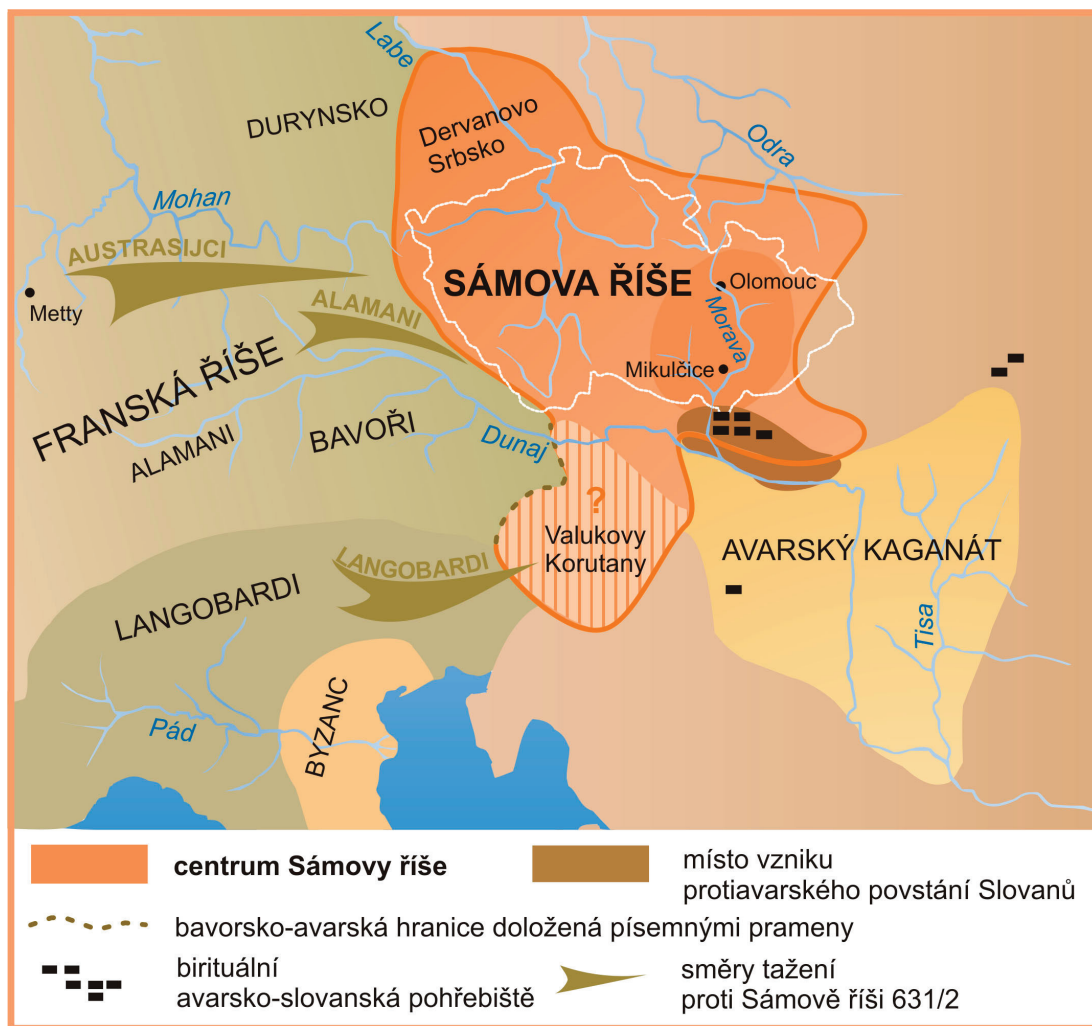 Labe
DURYNSKO
Dervanovo
Srbsko
Odra
Mohan
AUSTRASIJCI
SÁMOVA ŘÍŠE
Olomouc
Metty
ALAMANI
Morava
Mikulčice
FRANSKÁ ŘÍŠE
ALAMANI
BAVOŘI
Dunaj
?
Valukovy
Korutany
AVARSKÝ KAGANÁT
LANGOBARDI
LANGOBARDI
Tisa
Pád
BYZANC
centrum Sámovy říše
místo vzniku
protiavarského povstání Slovanů
bavorsko-avarská hranice doložená písemnými prameny
birituální
avarsko-slovanská pohřebiště
směry tažení
proti Sámově říši 631/2